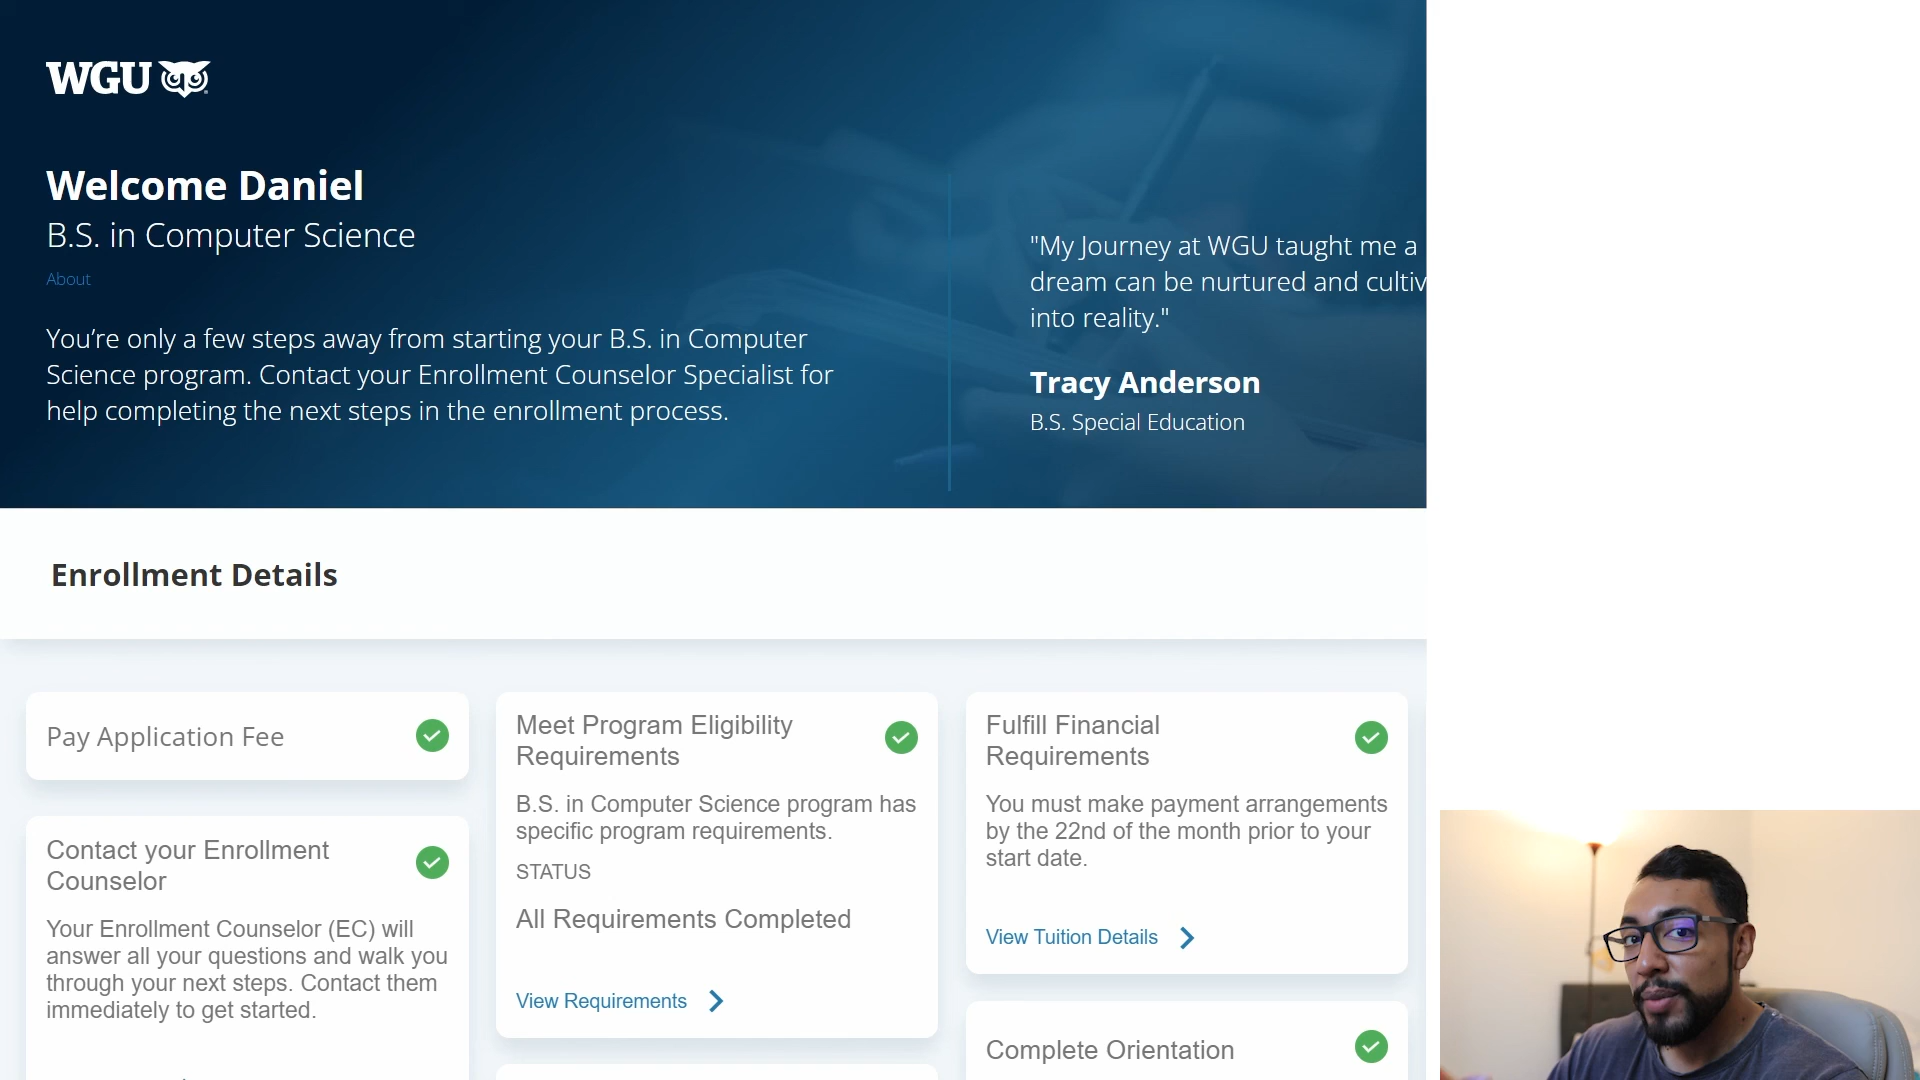 WGU
Welcome Daniel
B.S. in Computer Science
About
You’re only a few steps away from starting your B.S. in Computer
Science program. Contact your Enrollment Counselor Specialist for
help completing the next steps in the enrollment process.
"My Journey at WGU taught me a
dream can be nurtured and cultiv
into reality."
Tracy Anderson
B.S. Special Education
Enrollment Details
Pay Application Fee
Contact your Enrollment
Counselor
Your Enrollment Counselor (EC) will
answer all your questions and walk you
through your next steps. Contact them
immediately to get started.
Meet Program Eligibility
Requirements
B.S. in Computer Science program has
specific program requirements.
STATUS
All Requirements Completed
View Requirements
Fulfill Financial
Requirements
You must make payment arrangements
by the 22nd of the month prior to your
start date.
View Tuition Details
Complete Orientation